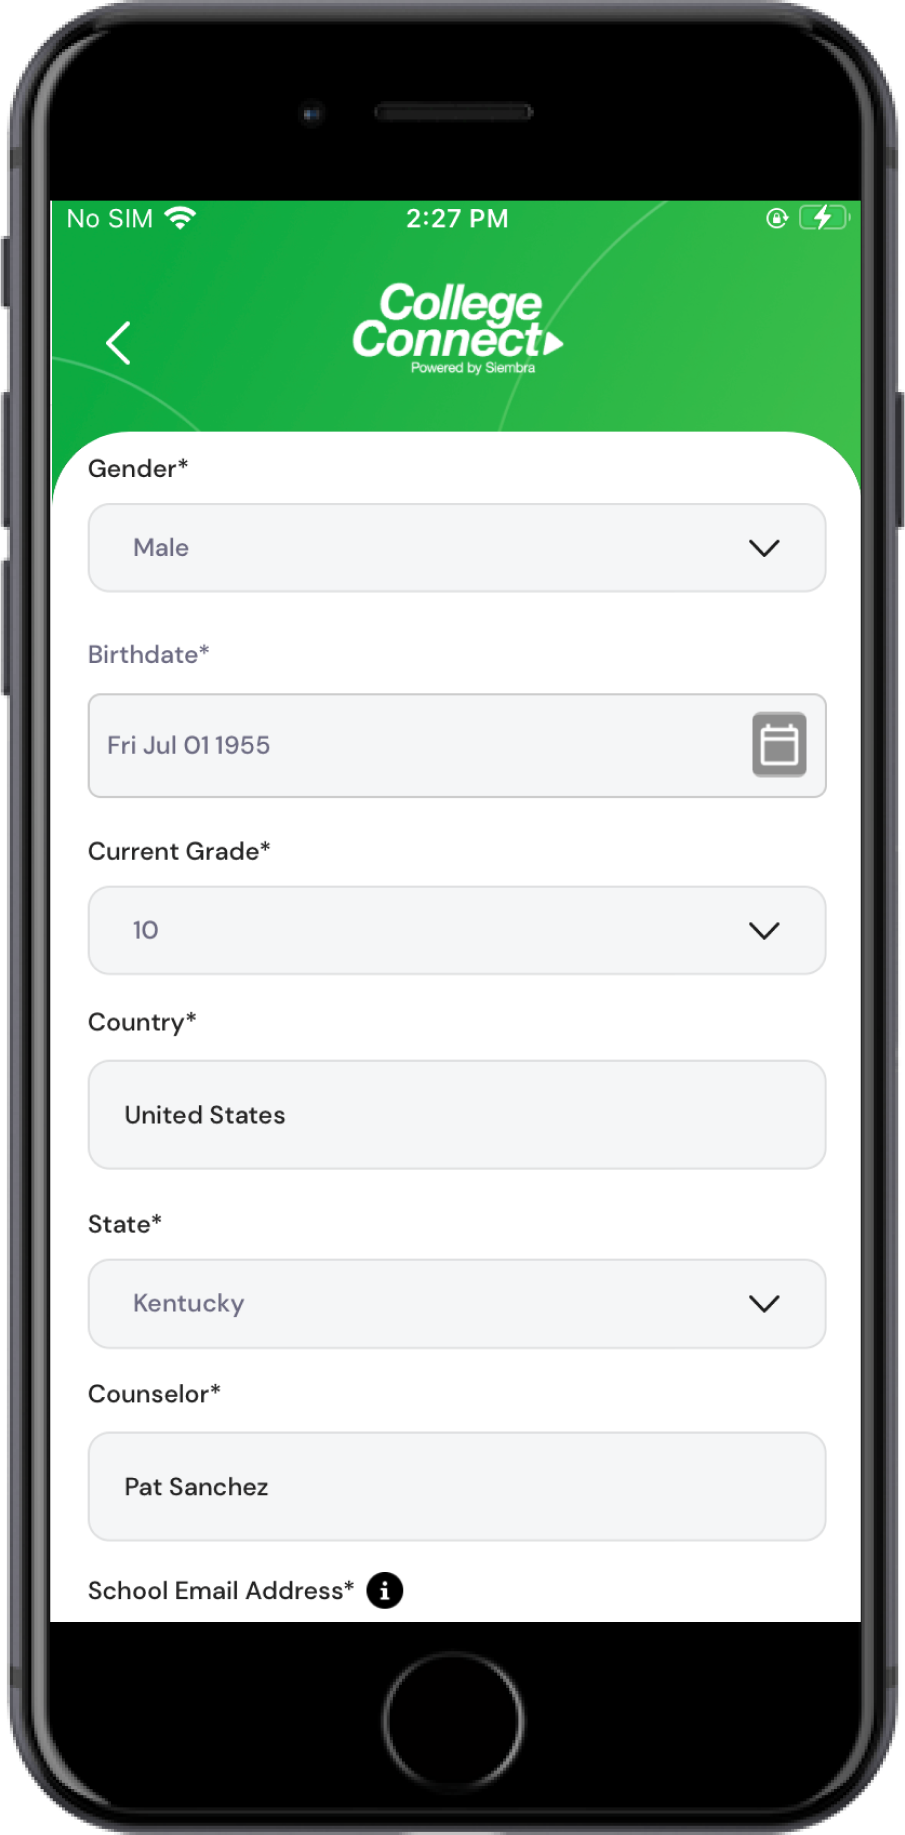 No SIM 2:27 PM
College
Connect
Powered by Siembra
Gender*
Male
Birthdate*
Fri Jul 01 1955
Current Grade*
10
Country*
United States
State*
Kentucky
Counselor*
Pat Sanchez
School Email Address* i